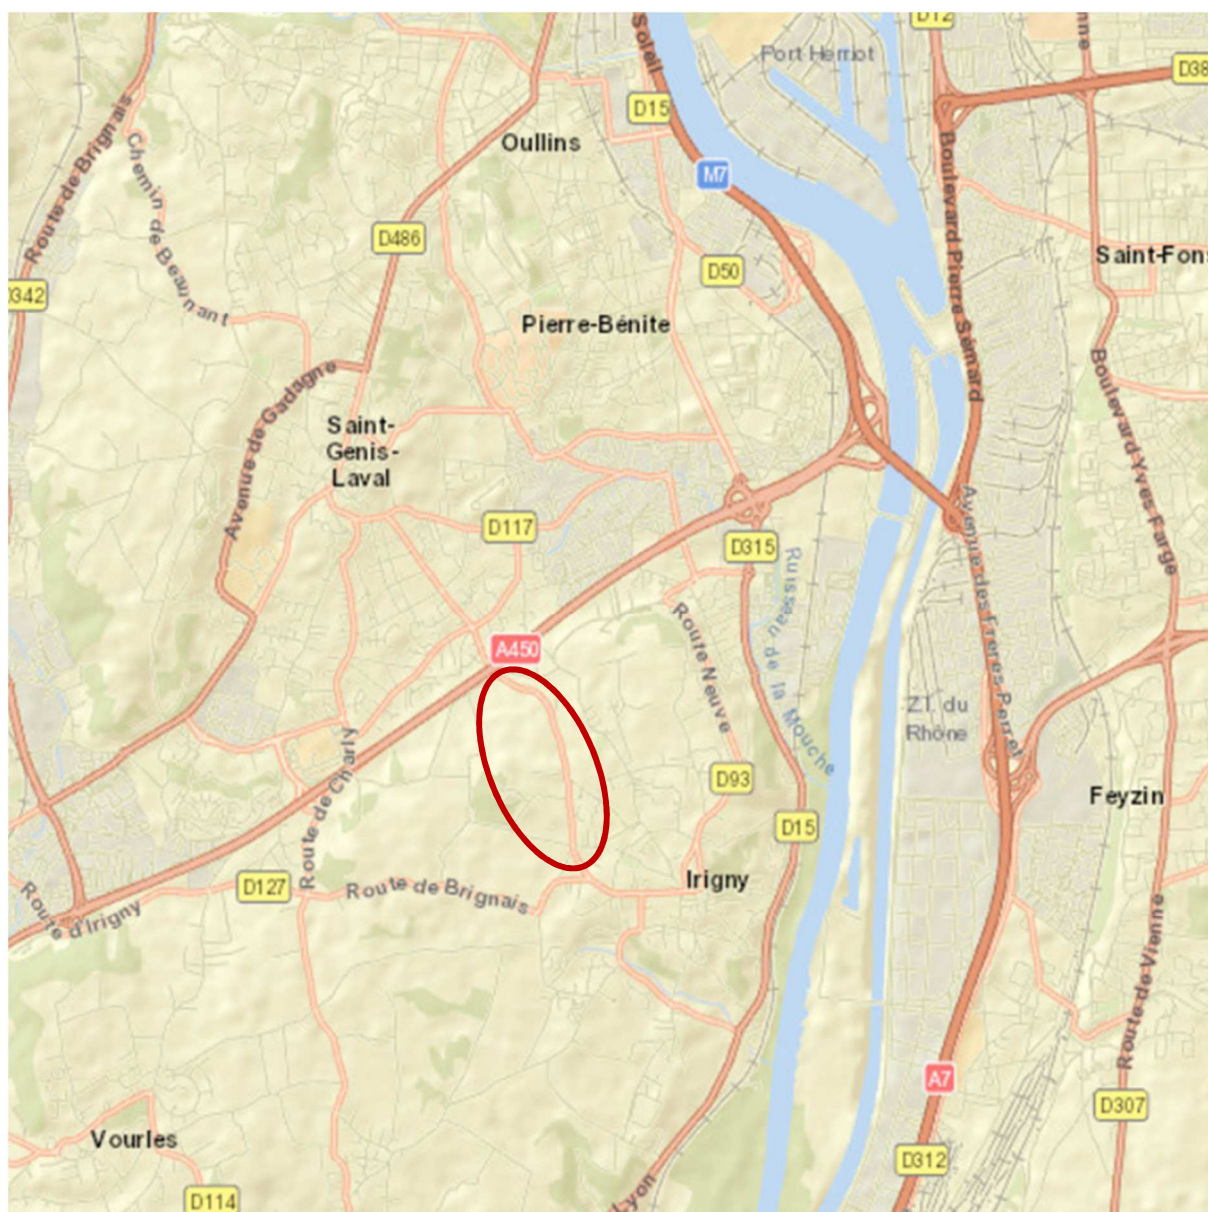 D12
Soleil
Port Herriot
D38
D15
Route de Brignais
Oullins
Chemin de Beaunant
M7
Boulevard Pierre Sémard
D486
Saint-Fons
D50
D342
Pierre-Bénite
Avenue de Gadagne
Boulevard Yves Farge
Saint-
Genis-
Laval
D117
D315
Avenue des Frères Perret
Ruisseau de la Mouche
A450
Route Neuve
Z.I. du
Rhône
Route de Charly
D93
Feyzin
D15
D127
Route de Brignais
Irigny
Route d'Irigny
Route de Vienne
A7
D307
Vourles
D312
D114
Lyon